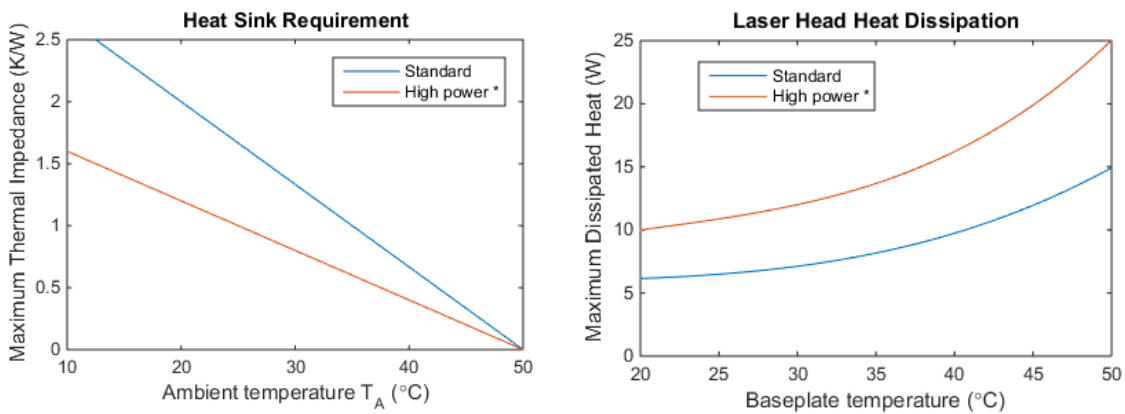 Heat Sink Requirement
Maximum Thermal Impedance (K/W)
2.5
2
1.5
1
0.5
0
Standard
High power *
10 20 30 40 50
Ambient temperature T_A (°C)
Laser Head Heat Dissipation
Maximum Dissipated Heat (W)
25
20
15
10
5
0
Standard
High power *
20 25 30 35 40 45 50
Baseplate temperature (°C)